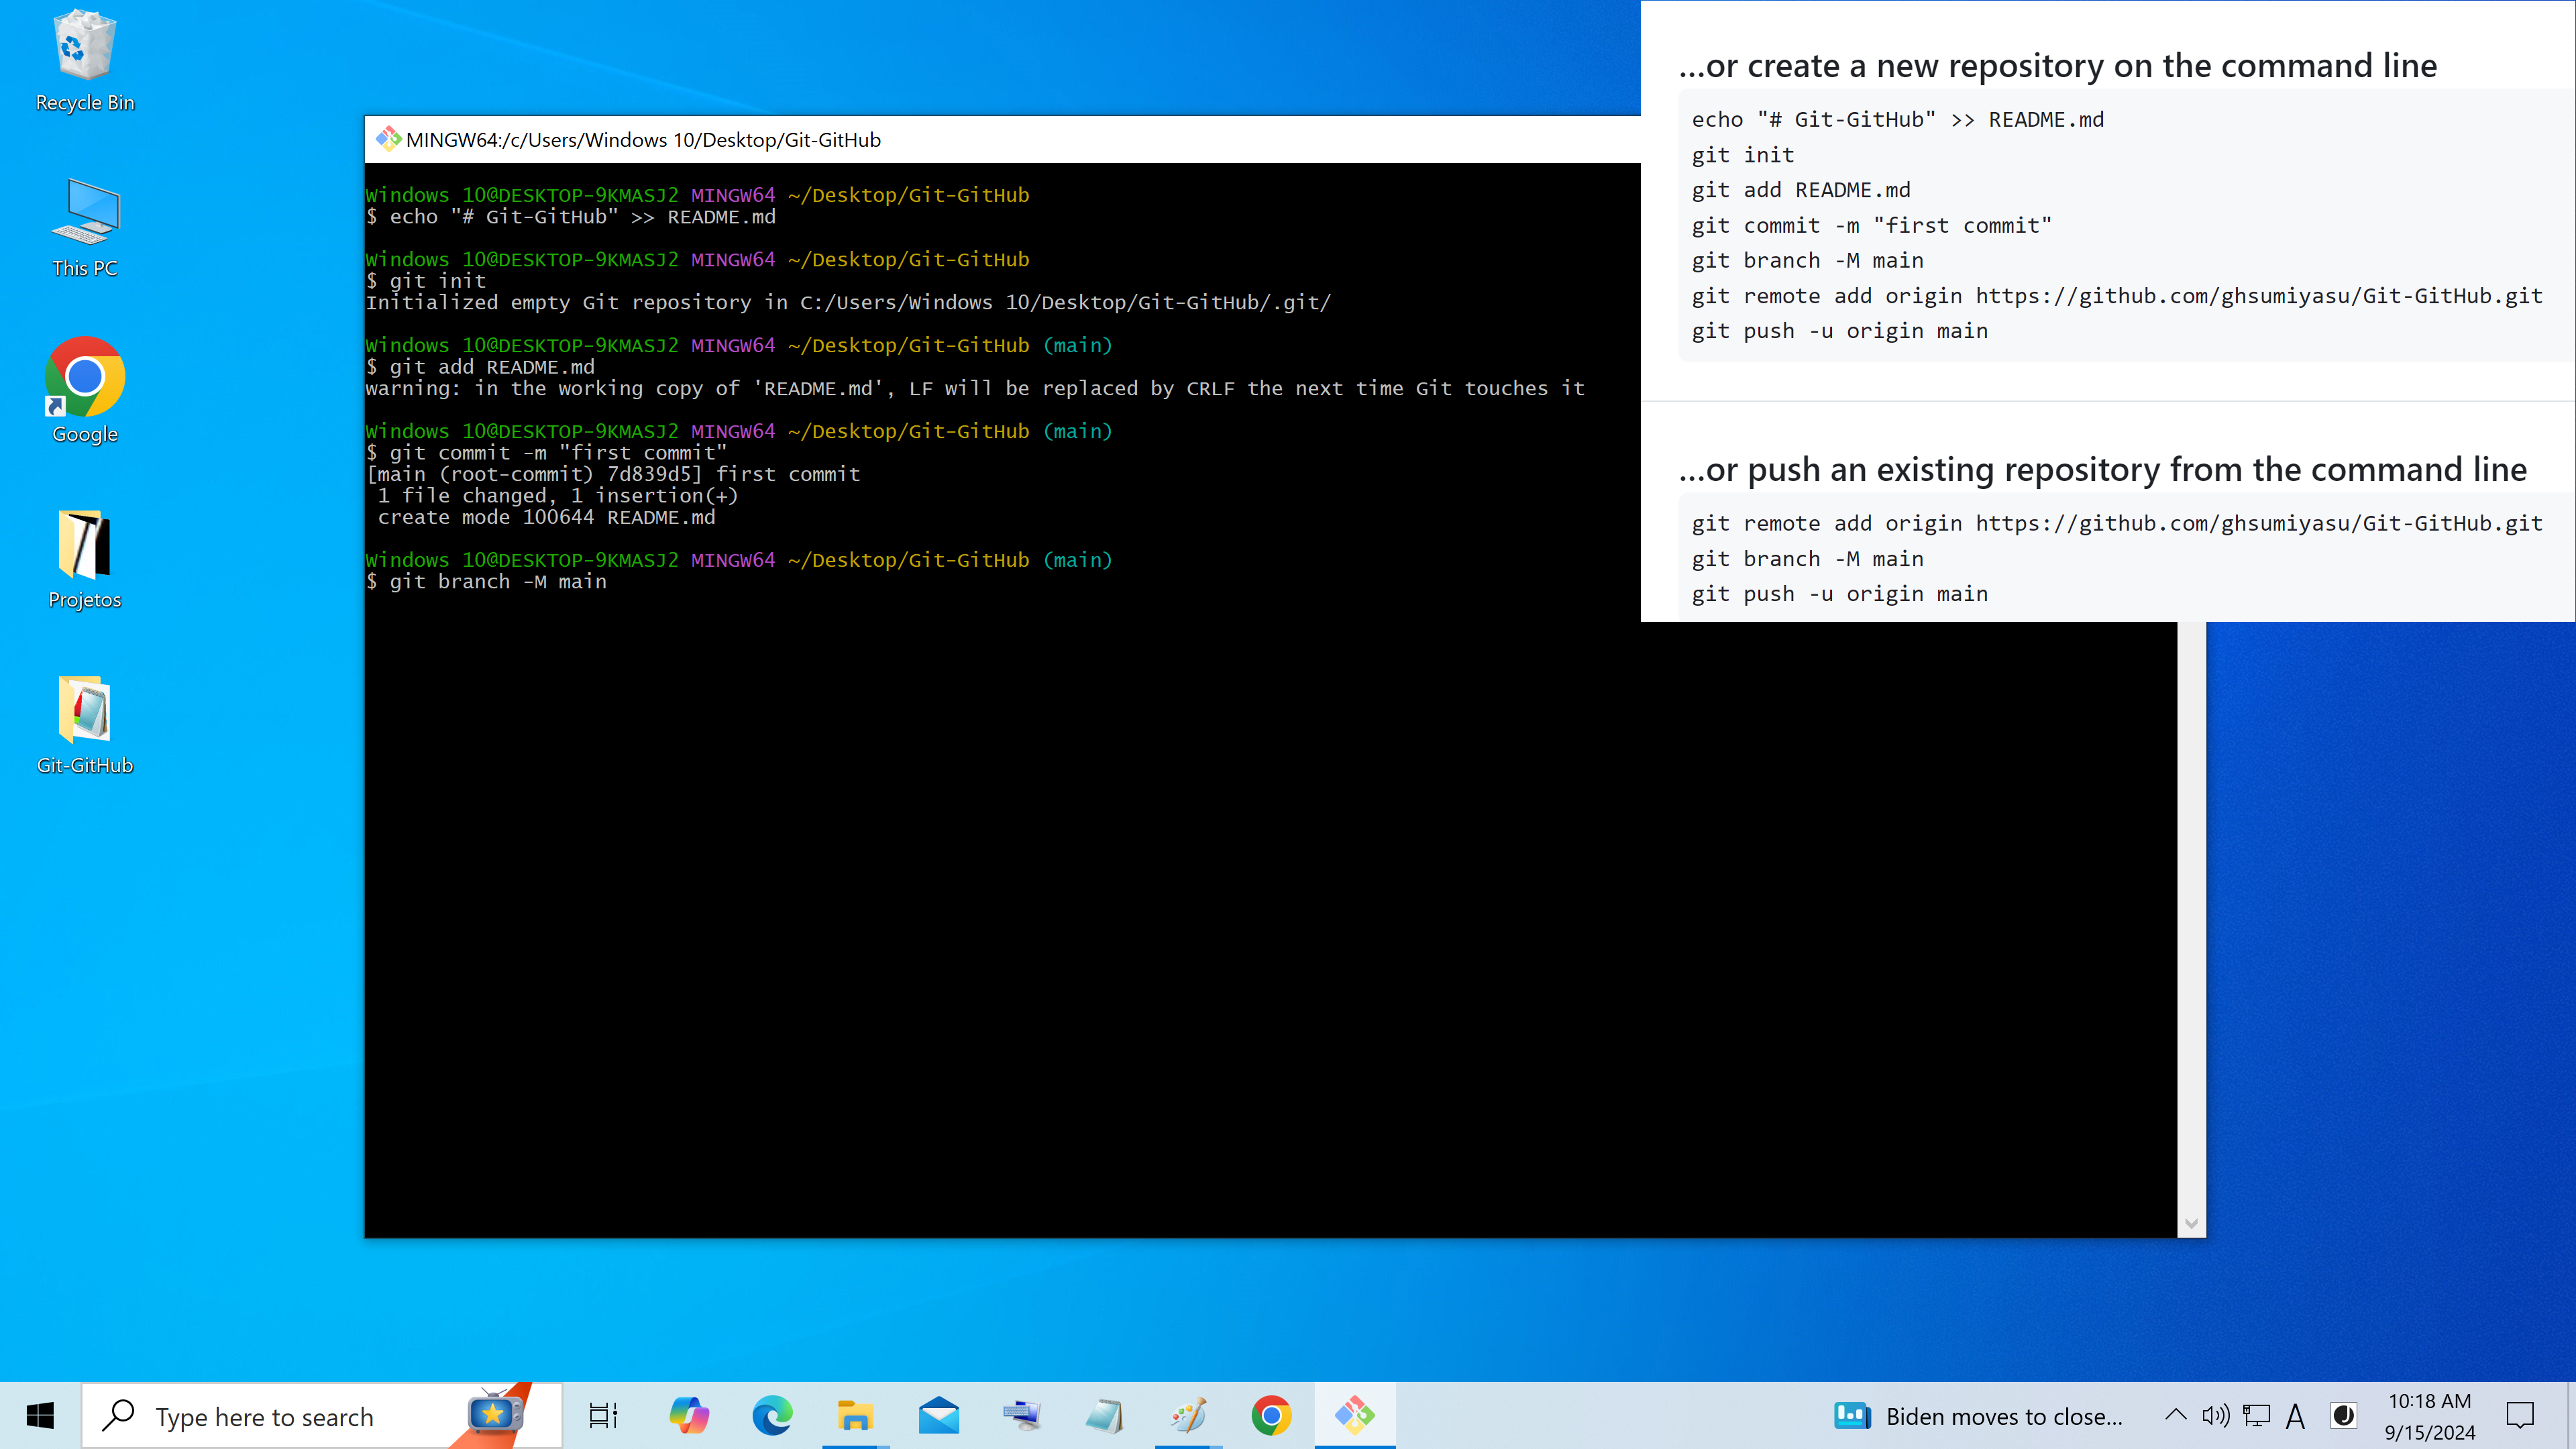 Recycle Bin
This PC
Google
Projetos
Git-GitHub
MINGW64:/c/Users/Windows 10/Desktop/Git-GitHub
Windows 10@DESKTOP-9KMASJ2 MINGW64 ~/Desktop/Git-GitHub
$ echo "# Git-GitHub" >> README.md
Windows 10@DESKTOP-9KMASJ2 MINGW64 ~/Desktop/Git-GitHub
$ git init
Initialized empty Git repository in C:/Users/Windows 10/Desktop/Git-GitHub/.git/
Windows 10@DESKTOP-9KMASJ2 MINGW64 ~/Desktop/Git-GitHub (main)
$ git add README.md
warning: in the working copy of 'README.md', LF will be replaced by CRLF the next time Git touches it
Windows 10@DESKTOP-9KMASJ2 MINGW64 ~/Desktop/Git-GitHub (main)
$ git commit -m "first commit"
[main (root-commit) 7d839d5] first commit
1 file changed, 1 insertion(+)
create mode 100644 README.md
Windows 10@DESKTOP-9KMASJ2 MINGW64 ~/Desktop/Git-GitHub (main)
$ git branch -M main
...or create a new repository on the command line
echo "# Git-GitHub" >> README.md
git init
git add README.md
git commit -m "first commit"
git branch -M main
git remote add origin https://github.com/ghsumiyasu/Git-GitHub.git
git push -u origin main
...or push an existing repository from the command line
git remote add origin https://github.com/ghsumiyasu/Git-GitHub.git
git branch -M main
git push -u origin main
Type here to search
Biden moves to close...
A
J
10:18 AM
9/15/2024